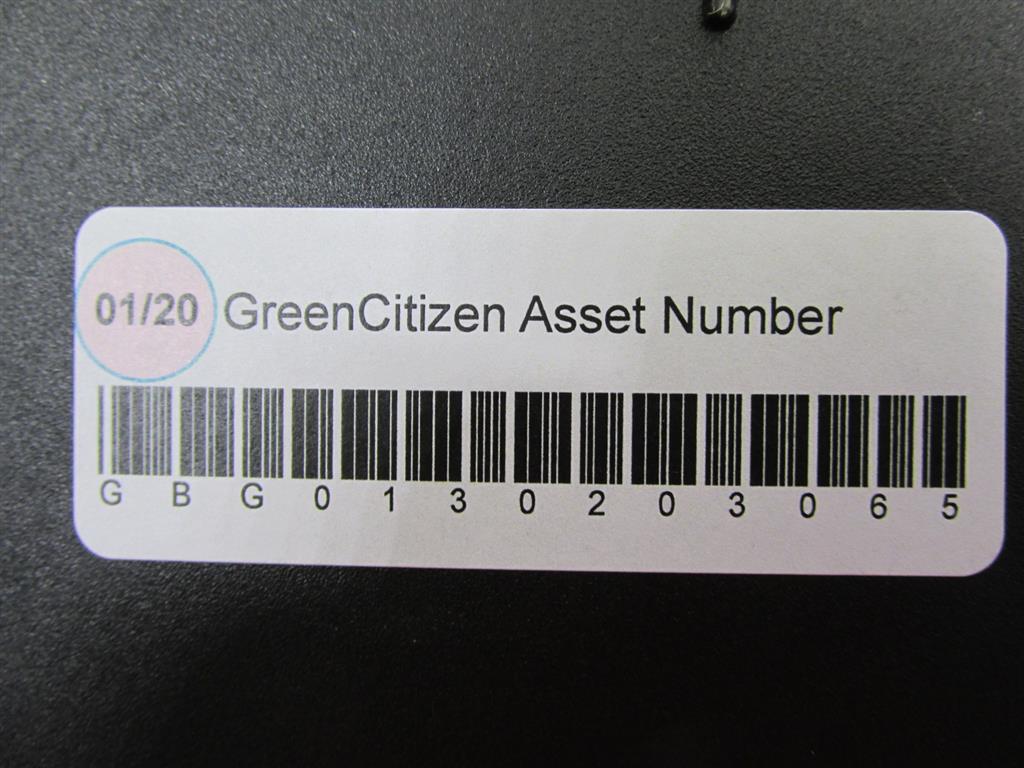 01/20 GreenCitizen Asset Number
G B G 0 1 3 0 2 0 3 0 6 5